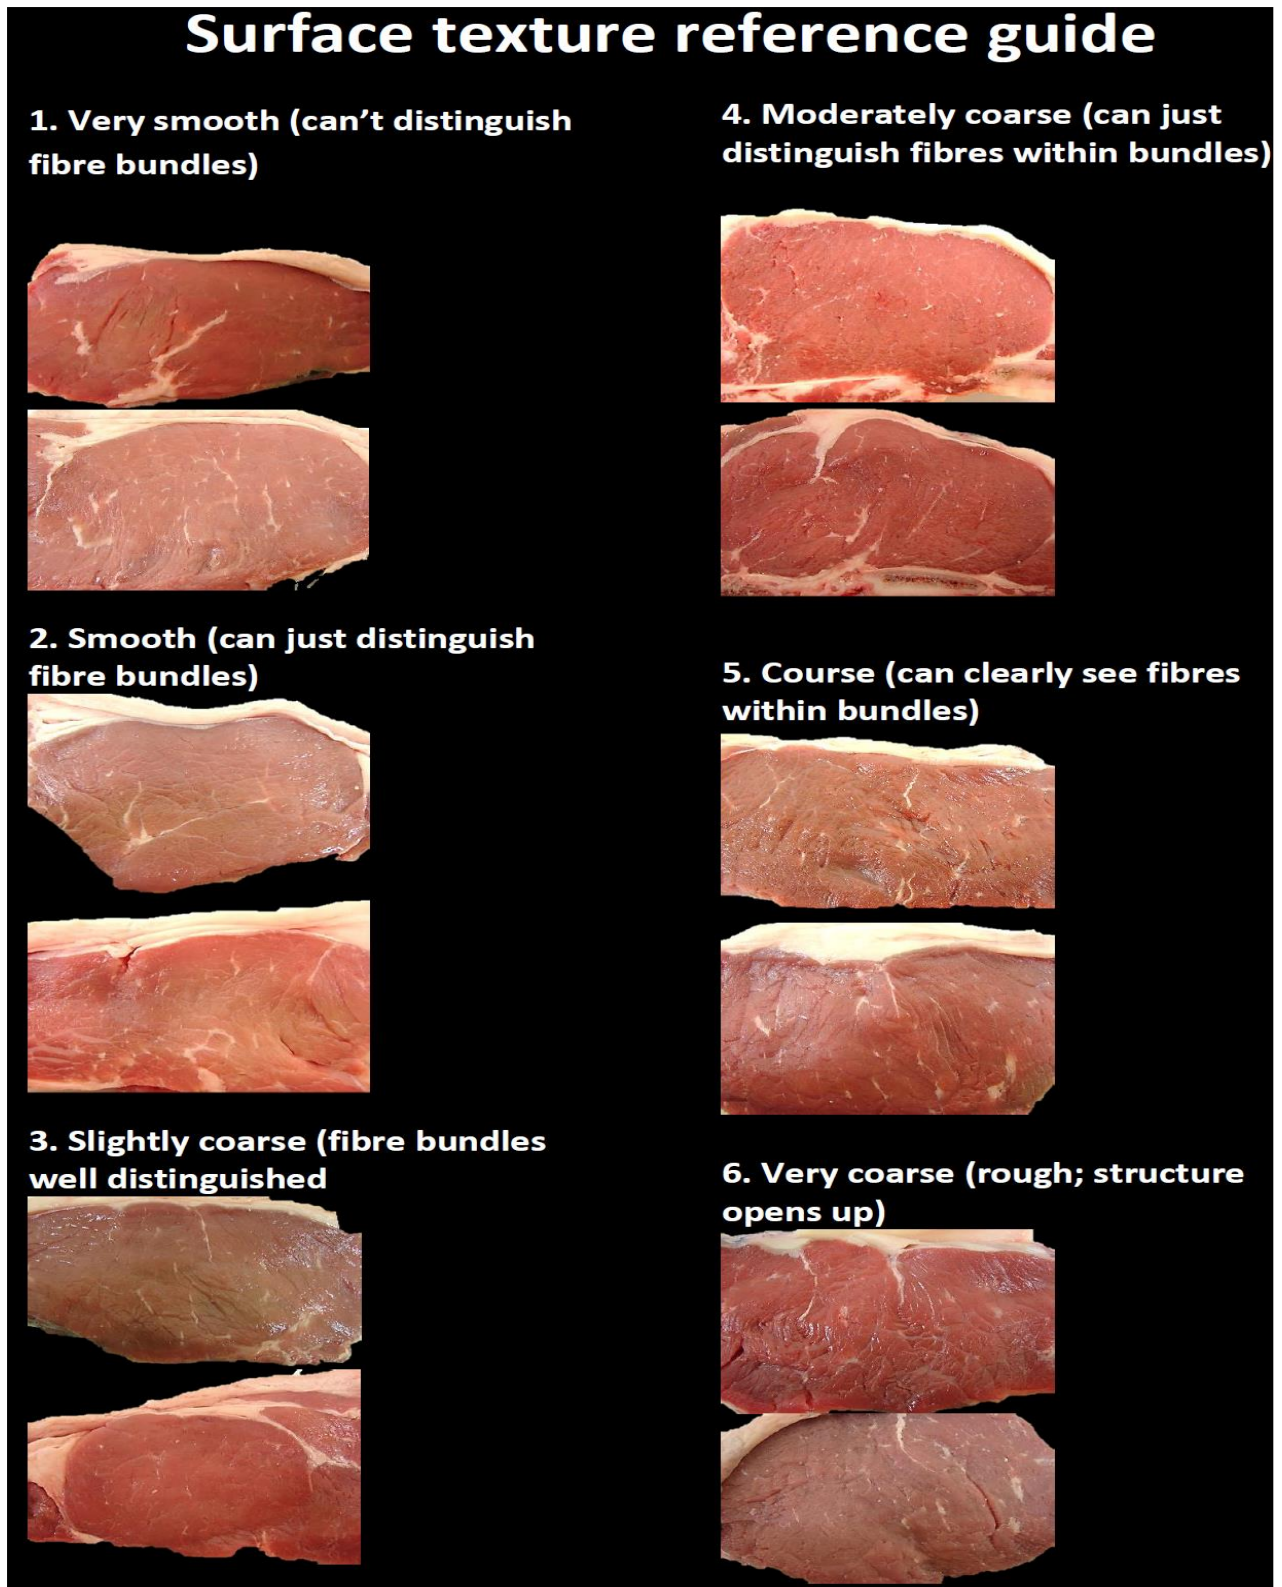 Surface texture reference guide
1. Very smooth (can’t distinguish
fibre bundles)
2. Smooth (can just distinguish
fibre bundles)
3. Slightly coarse (fibre bundles
well distinguished
4. Moderately coarse (can just
distinguish fibres within bundles)
5. Course (can clearly see fibres
within bundles)
6. Very coarse (rough; structure
opens up)